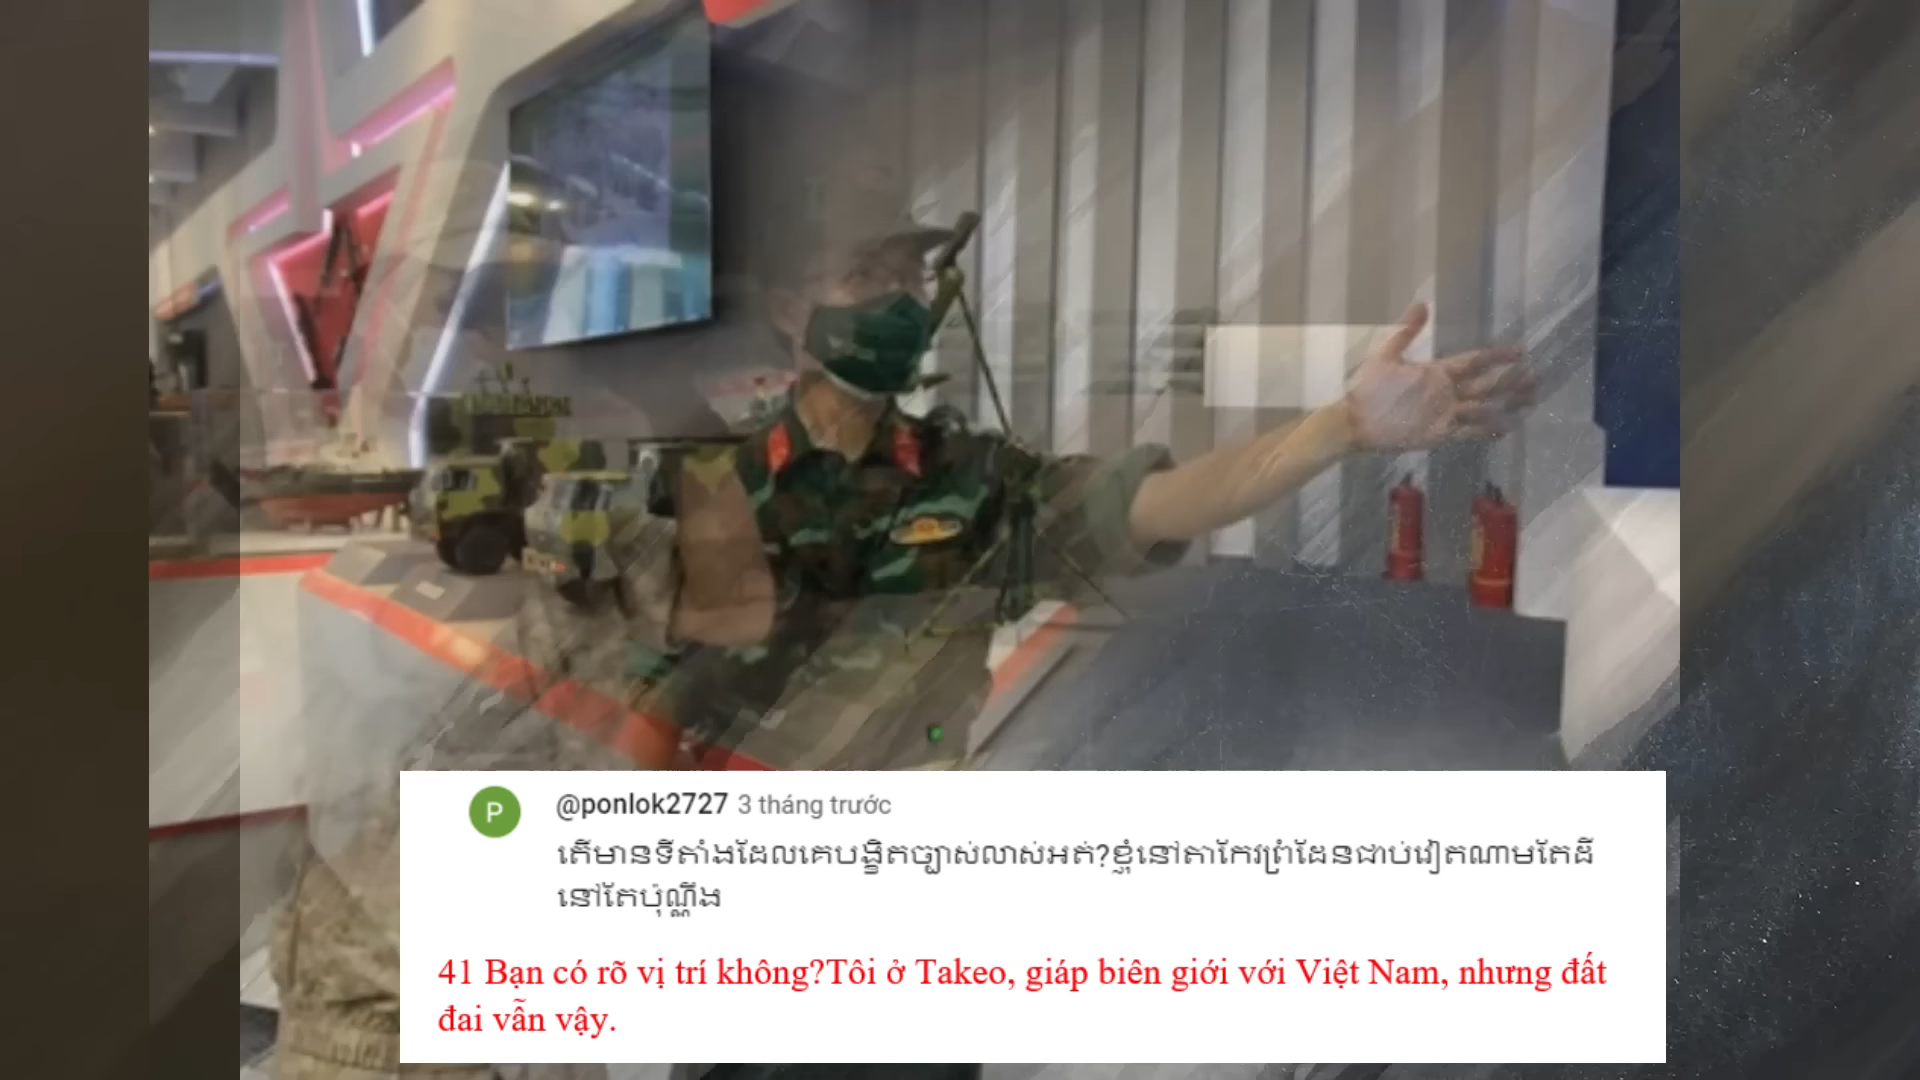 P
@ponlok2727 3 tháng trước
តើមានទីតាំងដែលគេបង្ខិតច្បាស់លាស់អត់?ខ្ញុំនៅតាកែវព្រំដែនជាប់វៀតណាមតែដី
នៅតែប៉ុណ្ណឹង
41 Bạn có rõ vị trí không?Tôi ở Takeo, giáp biên giới với Việt Nam, nhưng đất
đai vẫn vậy.